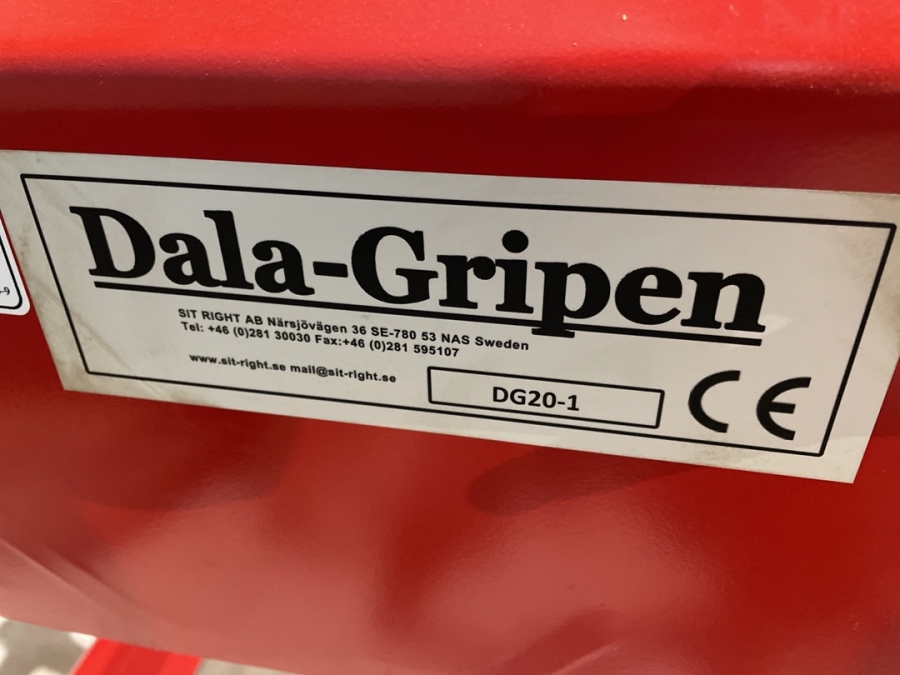 Dala-Gripen
SIT RIGHT AB Närsjövägen 36 SE-780 53 NAS Sweden
Tel: +46 (0)281 30030 Fax:+46 (0)281 595107
www.sit-right.se mail@sit-right.se
DG20-1
CE
-9